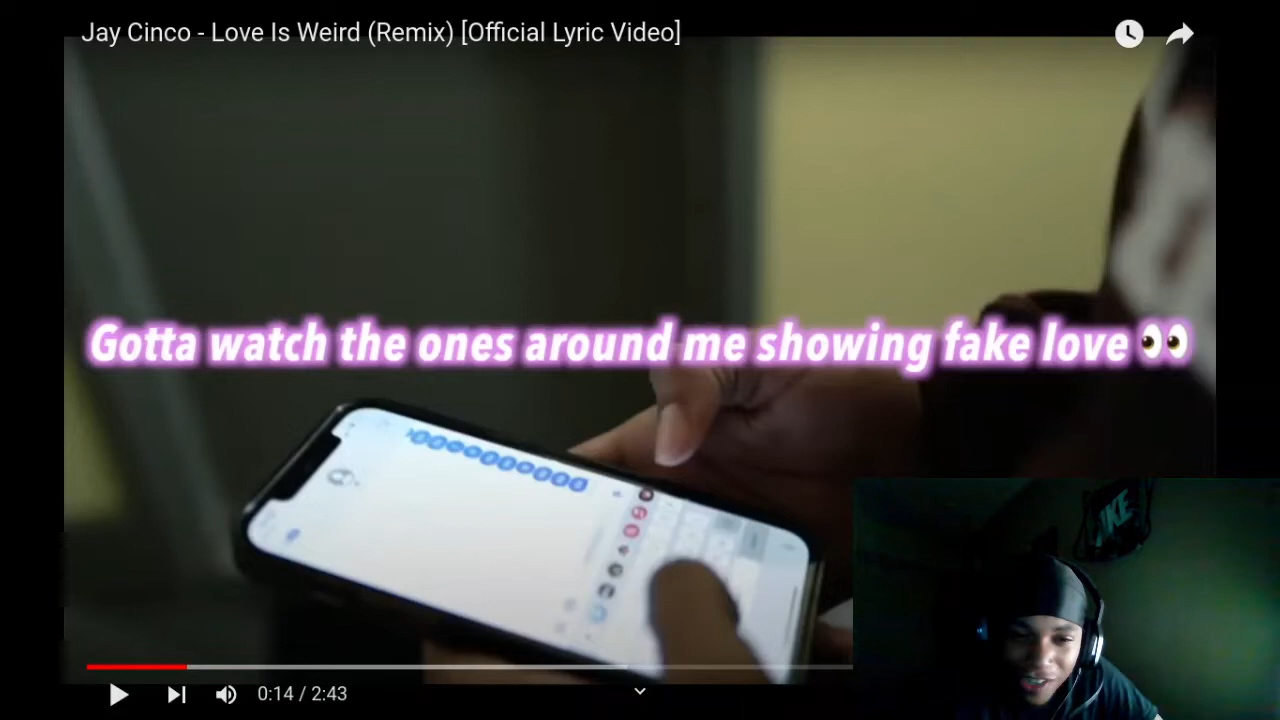 Jay Cinco - Love Is Weird (Remix) [Official Lyric Video]
Gotta watch the ones around me showing fake love 👀
NIKE
0:14 / 2:43